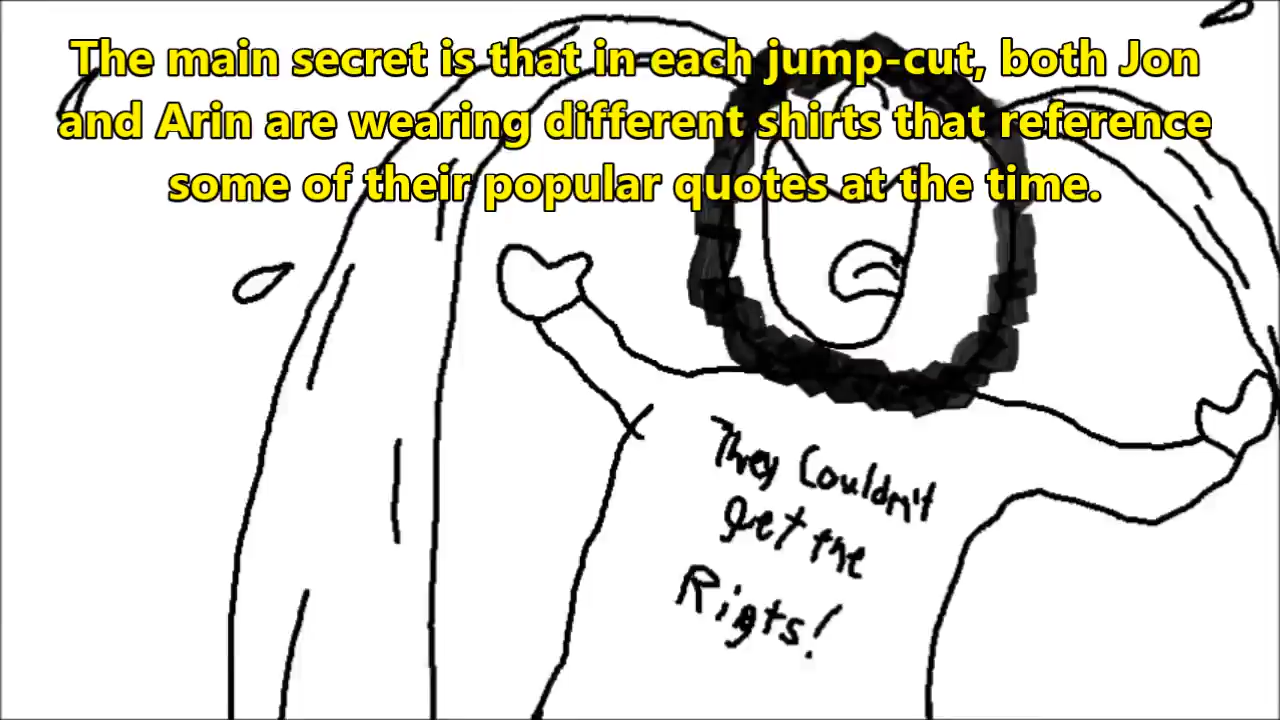 The main secret is that in each jump-cut, both Jon
and Arin are wearing different shirts that reference
some of their popular quotes at the time.
They Couldn't
get the
Rigts!